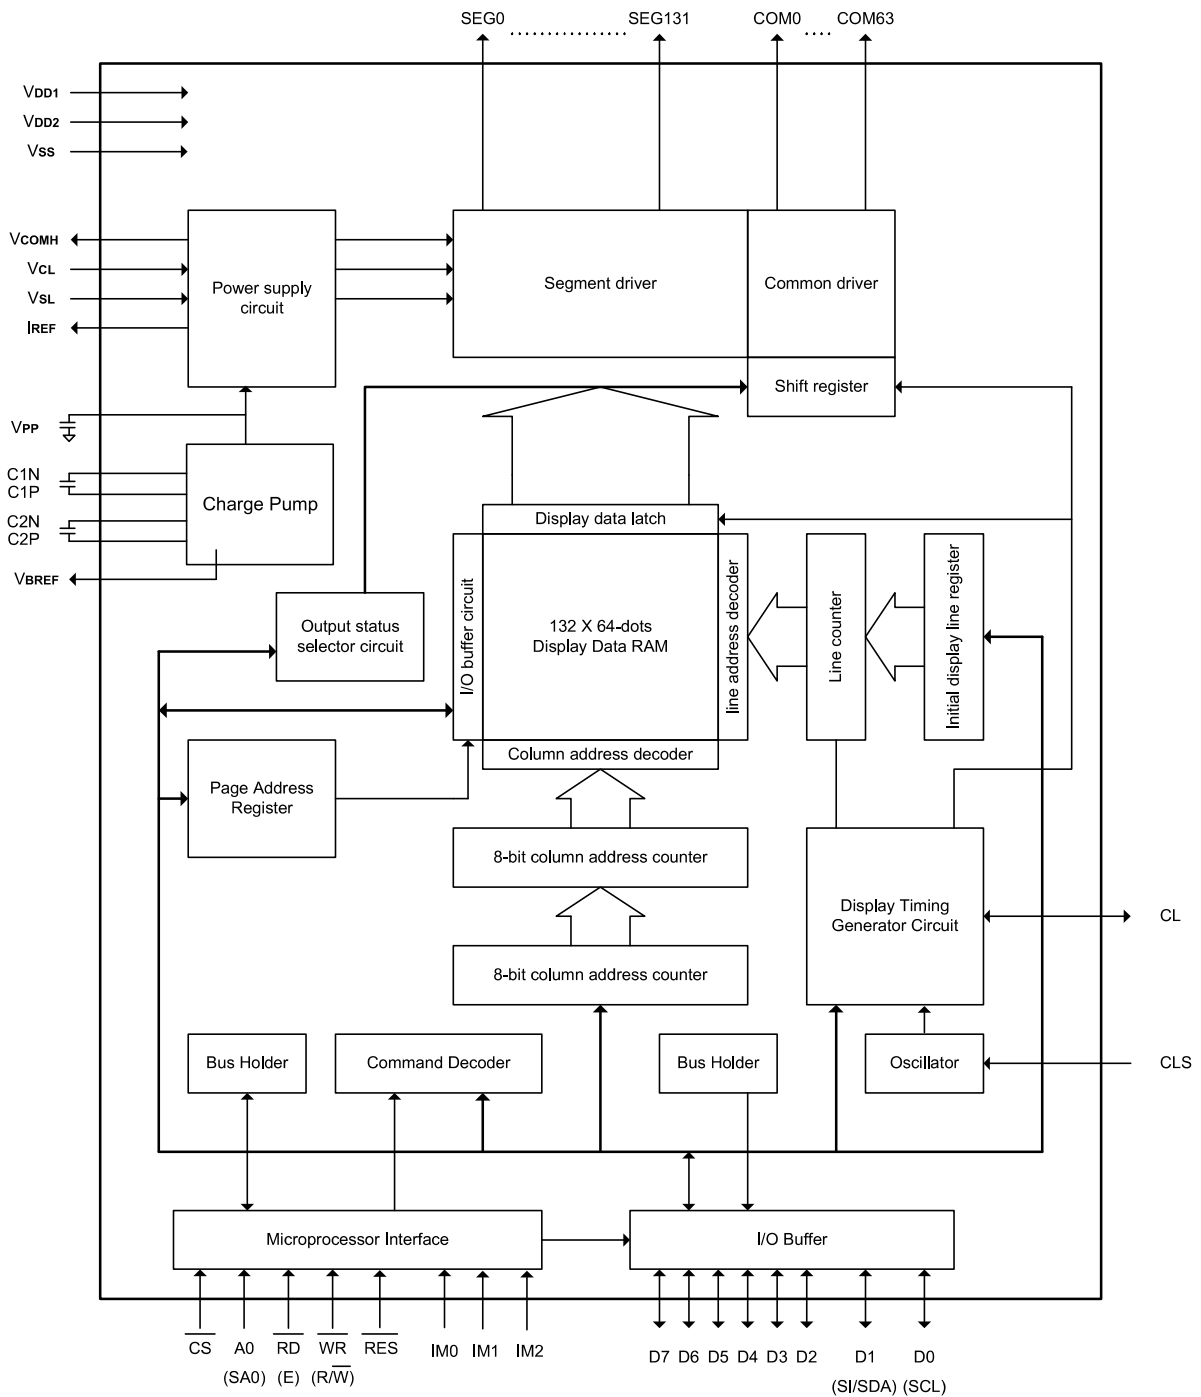 SEG0 ........................ SEG131 COM0 ..... COM63
VDD1
VDD2
VSS
VCOMH
VCL
VSL
IREF
Power supply
circuit
Segment driver
Common driver
Shift register
VPP
C1N
C1P
C2N
C2P
VBREF
Charge Pump
Output status
selector circuit
Display data latch
I/O buffer circuit
132 X 64-dots
Display Data RAM
line address decoder
Line counter
Initial display line register
Column address decoder
Page Address
Register
8-bit column address counter
8-bit column address counter
Display Timing
Generator Circuit
CL
Bus Holder
Command Decoder
Bus Holder
Oscillator
CLS
Microprocessor Interface
I/O Buffer
C̅S̅ A0 R̅D̅ W̅R̅ R̅E̅S̅ IM0 IM1 IM2 D7 D6 D5 D4 D3 D2 D1 D0
(SA0) (E) (R/W̅) (SI/SDA) (SCL)